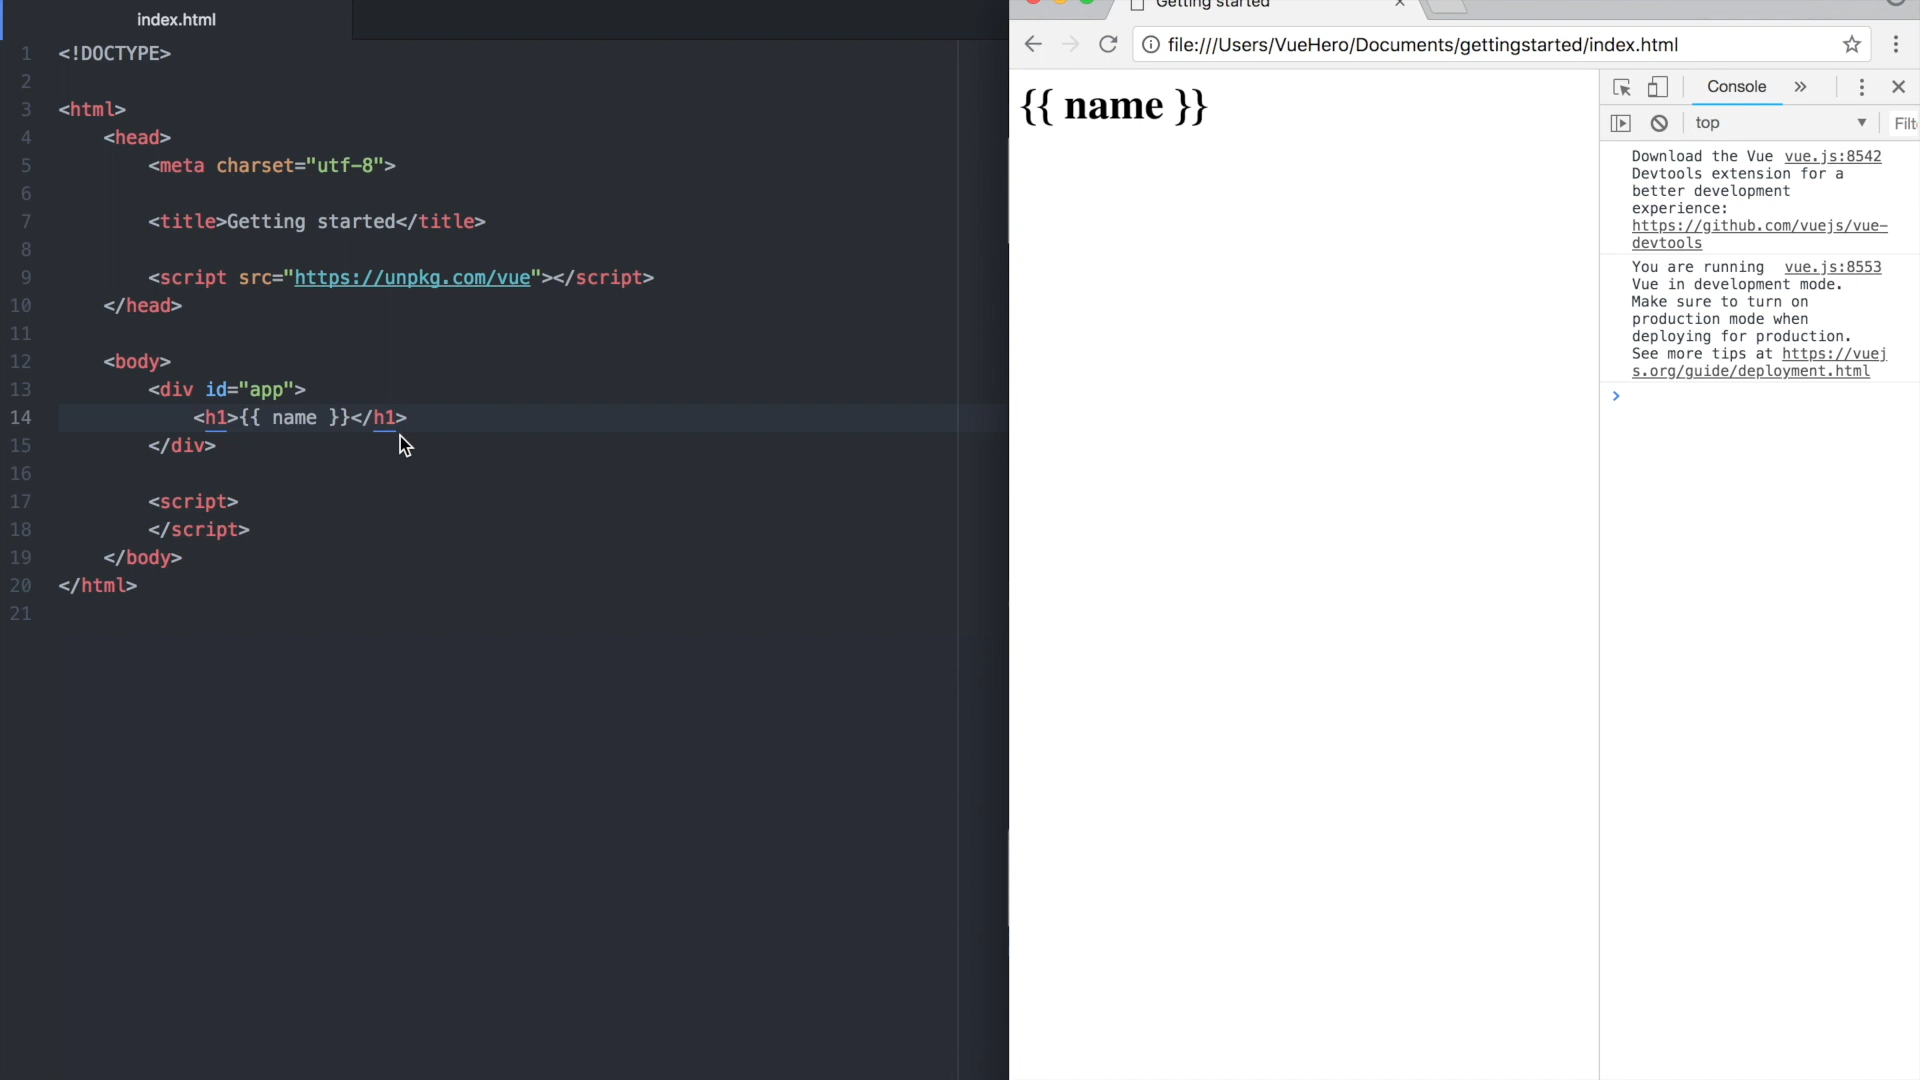 index.html
1 <!DOCTYPE>
2
3 <html>
4 <head>
5 <meta charset="utf-8">
6
7 <title>Getting started</title>
8
9 <script src="https://unpkg.com/vue"></script>
10 </head>
11
12 <body>
13 <div id="app">
14 <h1>{{ name }}</h1>
15 </div>
16
17 <script>
18 </script>
19 </body>
20 </html>
21
Getting started
file:///Users/VueHero/Documents/gettingstarted/index.html
{{ name }}
Console
top
Filt
Download the Vue vue.js:8542
Devtools extension for a
better development
experience:
https://github.com/vuejs/vue-
devtools
You are running vue.js:8553
Vue in development mode.
Make sure to turn on
production mode when
deploying for production.
See more tips at https://vuej
s.org/guide/deployment.html